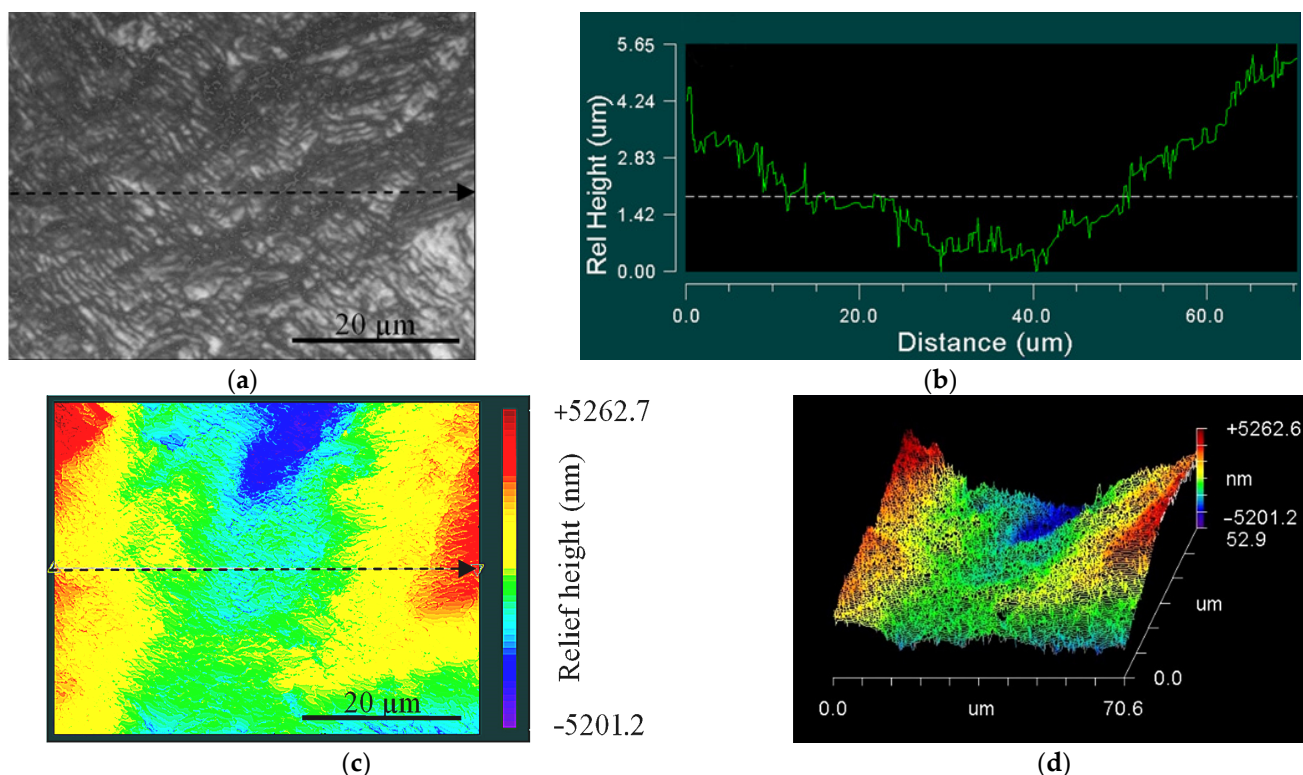 20 µm
(a)
5.65
4.24
2.83
1.42
0.00
Rel Height (um)
0.0
20.0
40.0
60.0
Distance (um)
(b)
+5262.7
Relief height (nm)
-5201.2
20 µm
(c)
+5262.6
nm
-5201.2
52.9
um
0.0
0.0
um
70.6
(d)